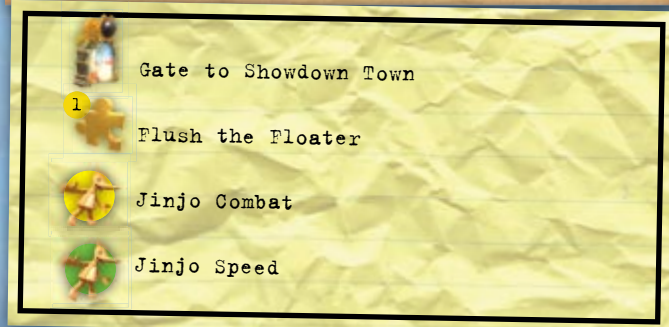 Gate to Showdown Town
1
Flush the Floater
Jinjo Combat
Jinjo Speed